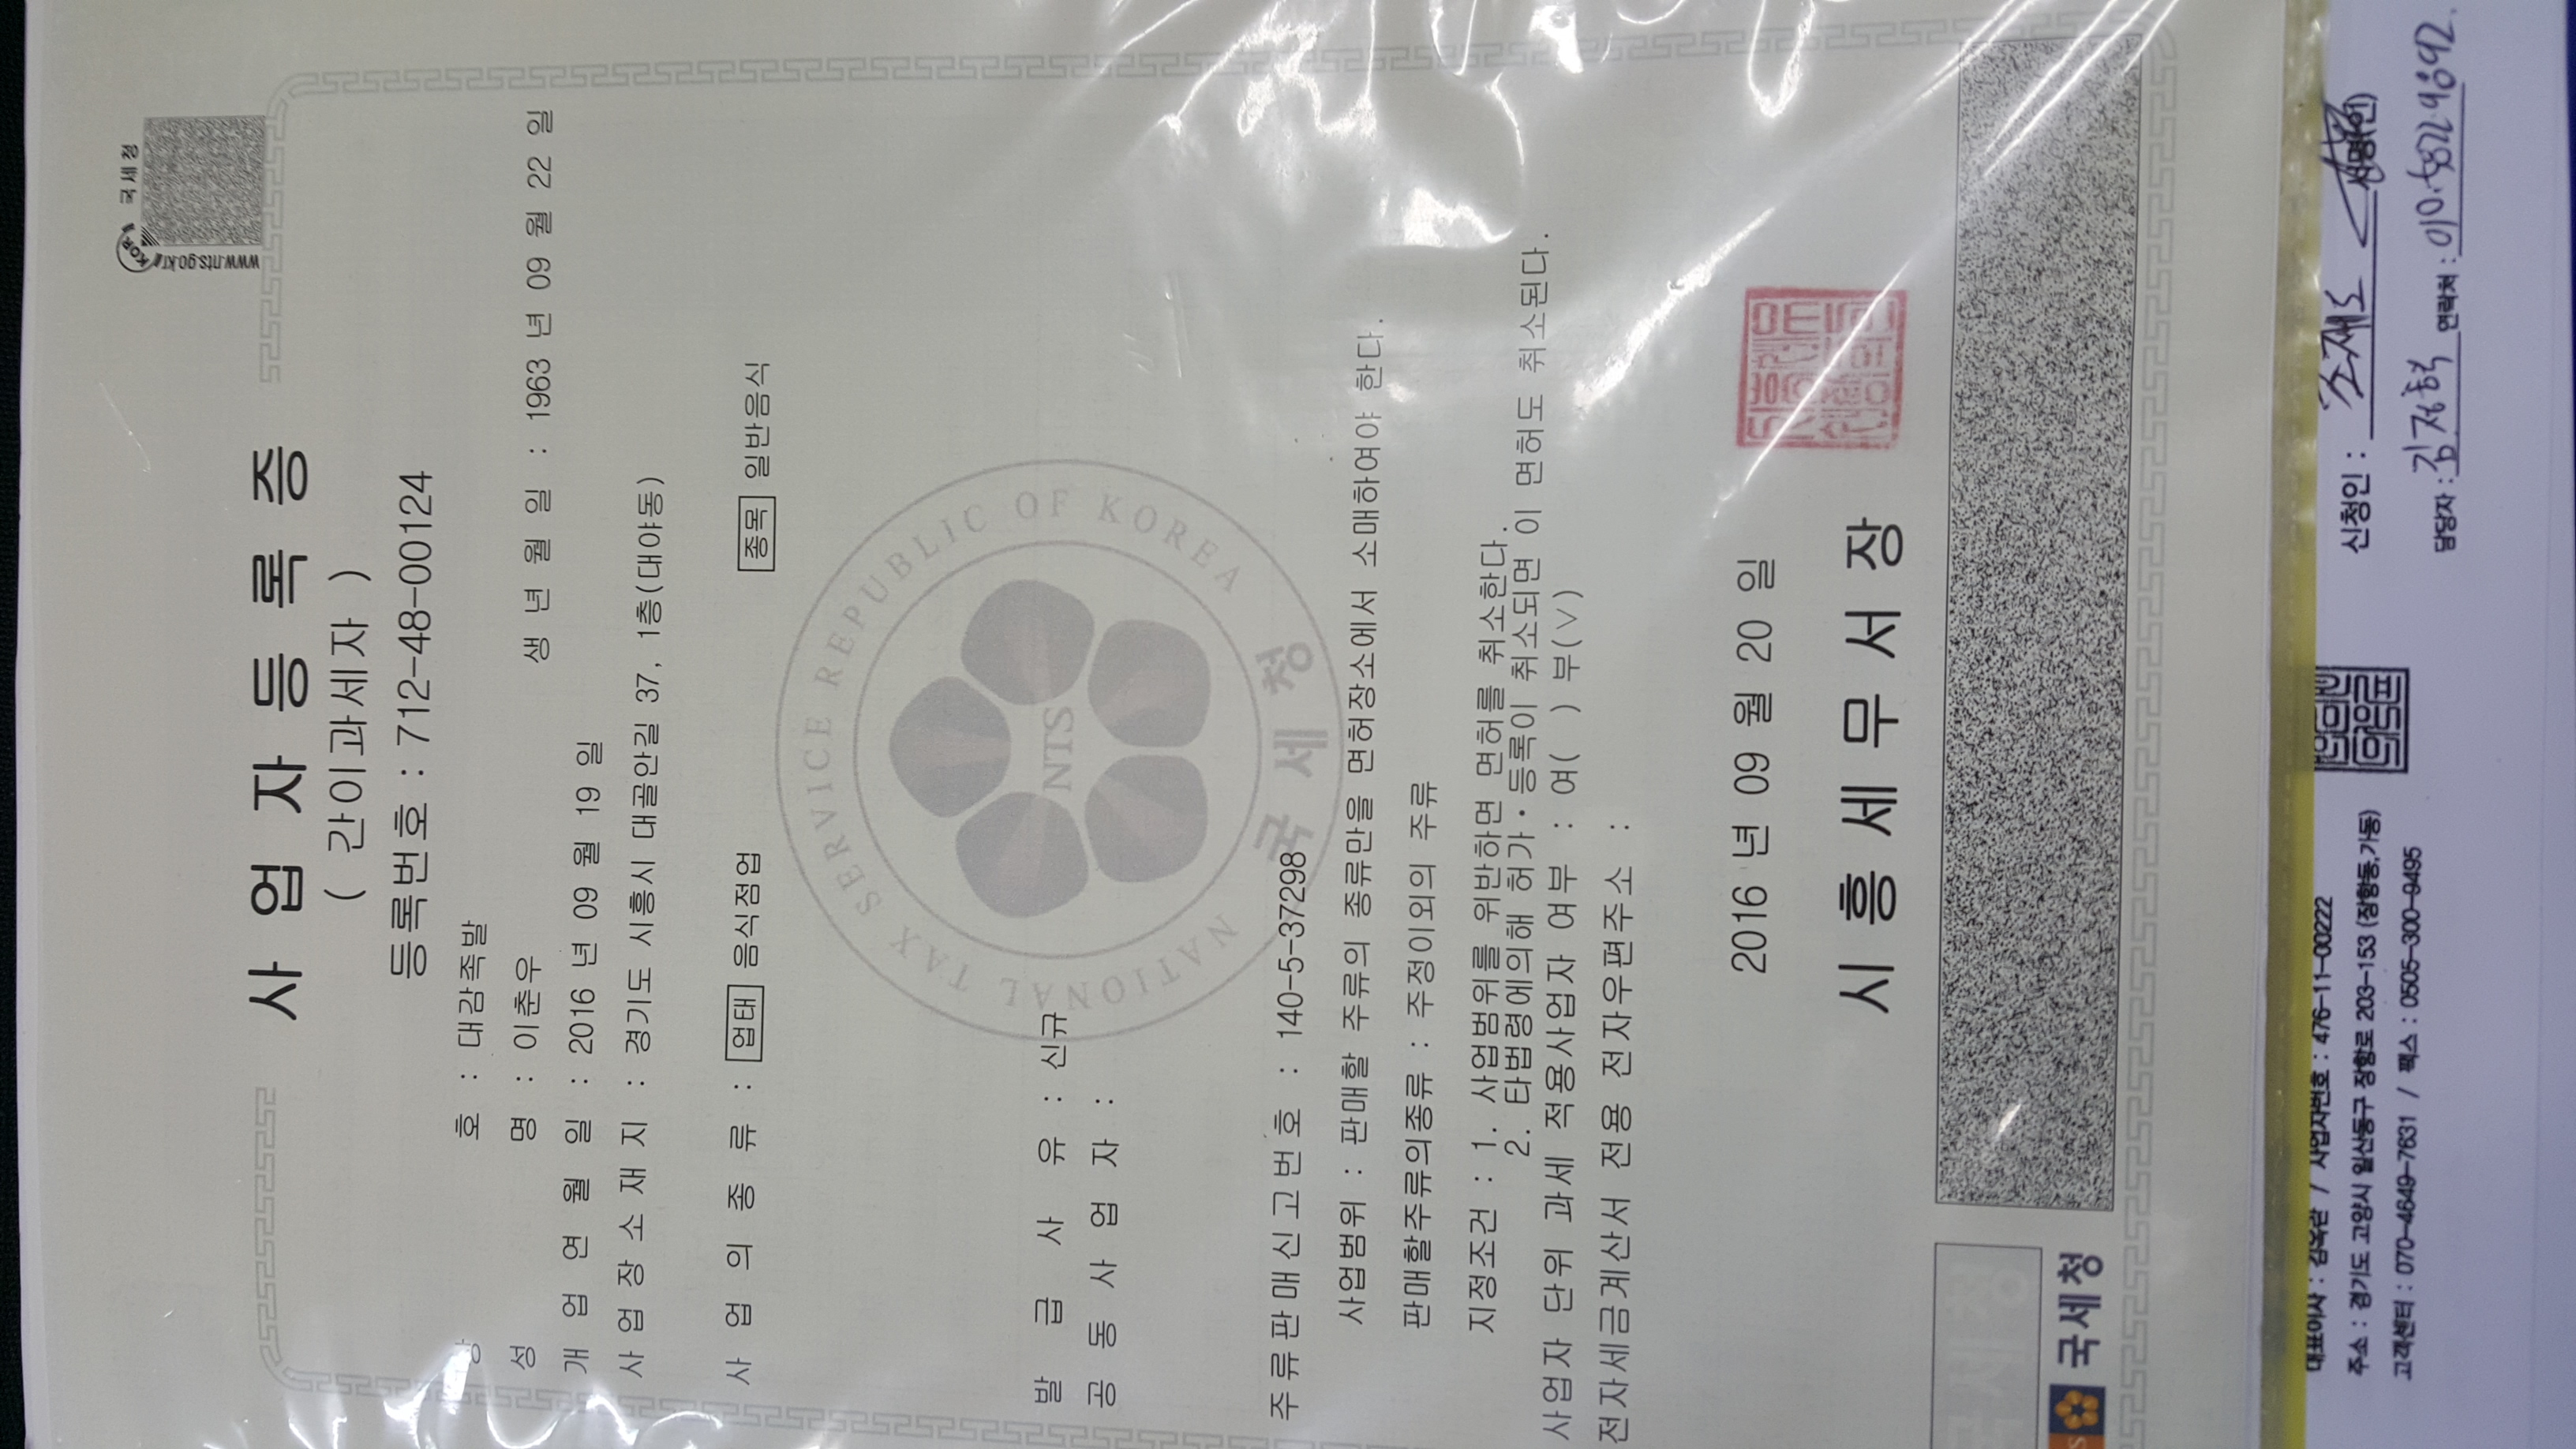 국세청
www.nts.go.kr
사업자등록증
( 간이과세자 )
등록번호 : 712-48-00124
상 호 : 대감족발
성 명 : 이춘우 생년월일 : 1963 년 09 월 22 일
개업연월일 : 2016 년 09 월 19 일
사업장소재지 : 경기도 시흥시 대골안길 37, 1층(대야동)
사업의종류 : 업태 음식점업 종목 일반음식
NATIONAL TAX SERVICE REPUBLIC OF KOREA
NTS
국세청
발급사유 : 신규
공동사업자 :
주류판매신고번호 : 140-5-37298
사업범위 : 판매할 주류의 종류만을 면허장소에서 소매하여야 한다.
판매할주류의종류 : 주정이외의 주류
지정조건 : 1. 사업범위를 위반하면 면허를 취소한다.
2. 타법령에의해 허가·등록이 취소되면 이 면허도 취소된다.
사업자 단위 과세 적용사업자 여부 : 여( ) 부(∨)
전자세금계산서 전용 전자우편주소 :
2016 년 09 월 20 일
시흥세무서장
국세청
국세청
대표이사 : 김옥란 / 사업자번호 : 476-11-00222
주소 : 경기도 고양시 일산동구 장항로 203-153 (장항동,가동)
고객센터 : 070-4649-7631 / 팩스 : 0505-300-9495
신청인 : 조재도
담당자 : 김정혁 연락처 :